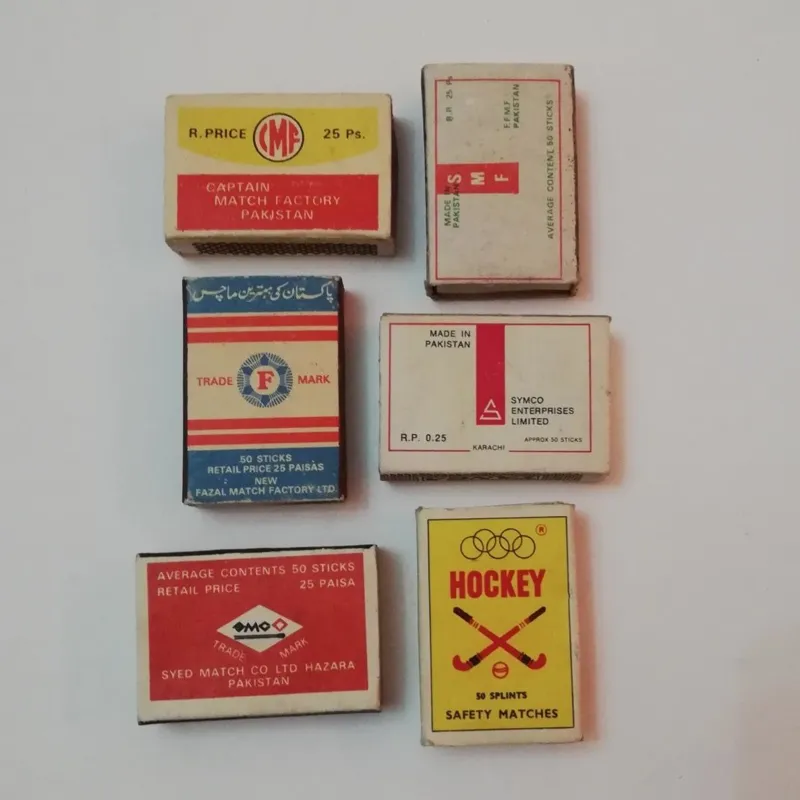 R. PRICE CMF 25 Ps.
CAPTAIN
MATCH FACTORY
PAKISTAN
B.R. 25 Ps
F.F.M.F.
PAKISTAN
S M F
MADE IN
PAKISTAN
AVERAGE CONTENT 50 STICKS
پاکستان کی بہترین ماچس
TRADE F MARK
50 STICKS
RETAIL PRICE 25 PAISAS
NEW
FAZAL MATCH FACTORY LTD
MADE IN
PAKISTAN
SYMCO
ENTERPRISES
LIMITED
R.P. 0.25
APPROX 50 STICKS
KARACHI
AVERAGE CONTENTS 50 STICKS
RETAIL PRICE 25 PAISA
SMCO
TRADE MARK
SYED MATCH CO LTD HAZARA
PAKISTAN
®
HOCKEY
50 SPLINTS
SAFETY MATCHES